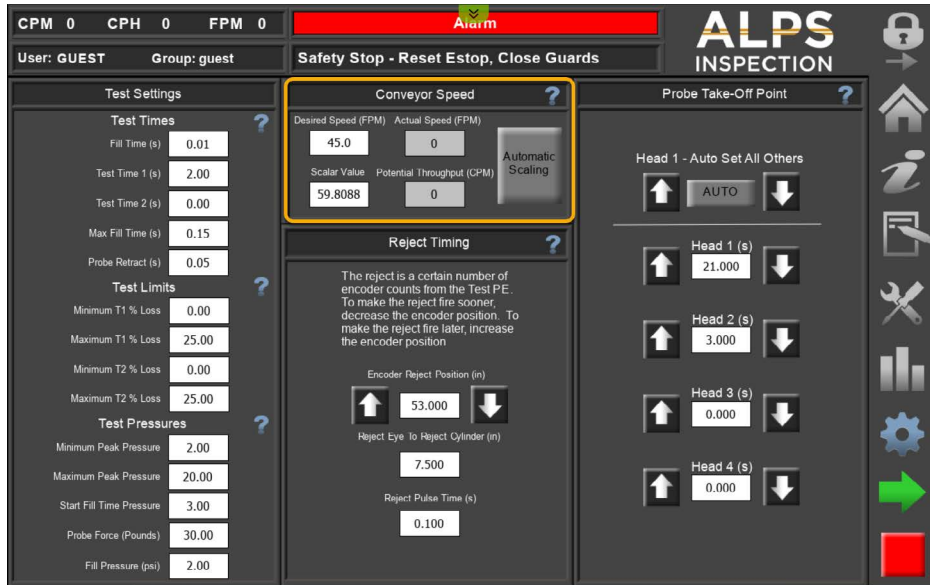 CPM 0 CPH 0 FPM 0
Alarm
ALPS
INSPECTION
User: GUEST Group: guest
Safety Stop - Reset Estop, Close Guards
Test Settings
Test Times ?
Fill Time (s) 0.01
Test Time 1 (s) 2.00
Test Time 2 (s) 0.00
Max Fill Time (s) 0.15
Probe Retract (s) 0.05
Test Limits ?
Minimum T1 % Loss 0.00
Maximum T1 % Loss 25.00
Minimum T2 % Loss 0.00
Maximum T2 % Loss 25.00
Test Pressures ?
Minimum Peak Pressure 2.00
Maximum Peak Pressure 20.00
Start Fill Time Pressure 3.00
Probe Force (Pounds) 30.00
Fill Pressure (psi) 2.00
Conveyor Speed ?
Desired Speed (FPM) Actual Speed (FPM)
45.0 0
Scalar Value Potential Throughput (CPM)
59.8088 0
Automatic
Scaling
Reject Timing ?
The reject is a certain number of
encoder counts from the Test PE.
To make the reject fire sooner,
decrease the encoder position. To
make the reject fire later, increase
the encoder position
Encoder Reject Position (in)
53.000
Reject Eye To Reject Cylinder (in)
7.500
Reject Pulse Time (s)
0.100
Probe Take-Off Point ?
Head 1 - Auto Set All Others
AUTO
Head 1 (s)
21.000
Head 2 (s)
3.000
Head 3 (s)
0.000
Head 4 (s)
0.000